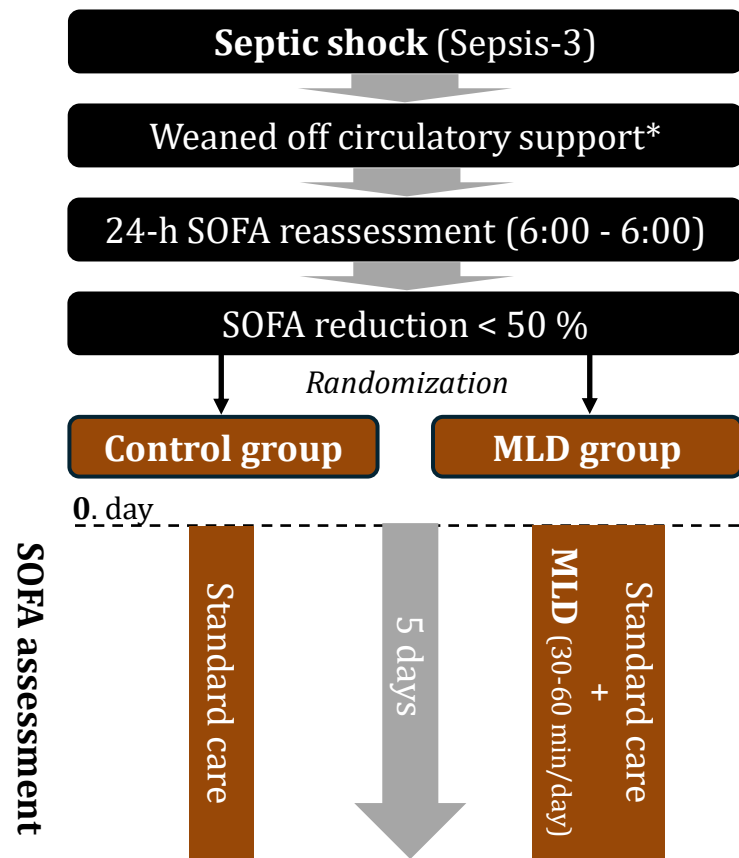 Septic shock (Sepsis-3)
Weaned off circulatory support*
24-h SOFA reassessment (6:00 - 6:00)
SOFA reduction < 50 %
Randomization
Control group
MLD group
0. day
SOFA assessment
Standard care
5 days
Standard care
+
MLD (30-60 min/day)